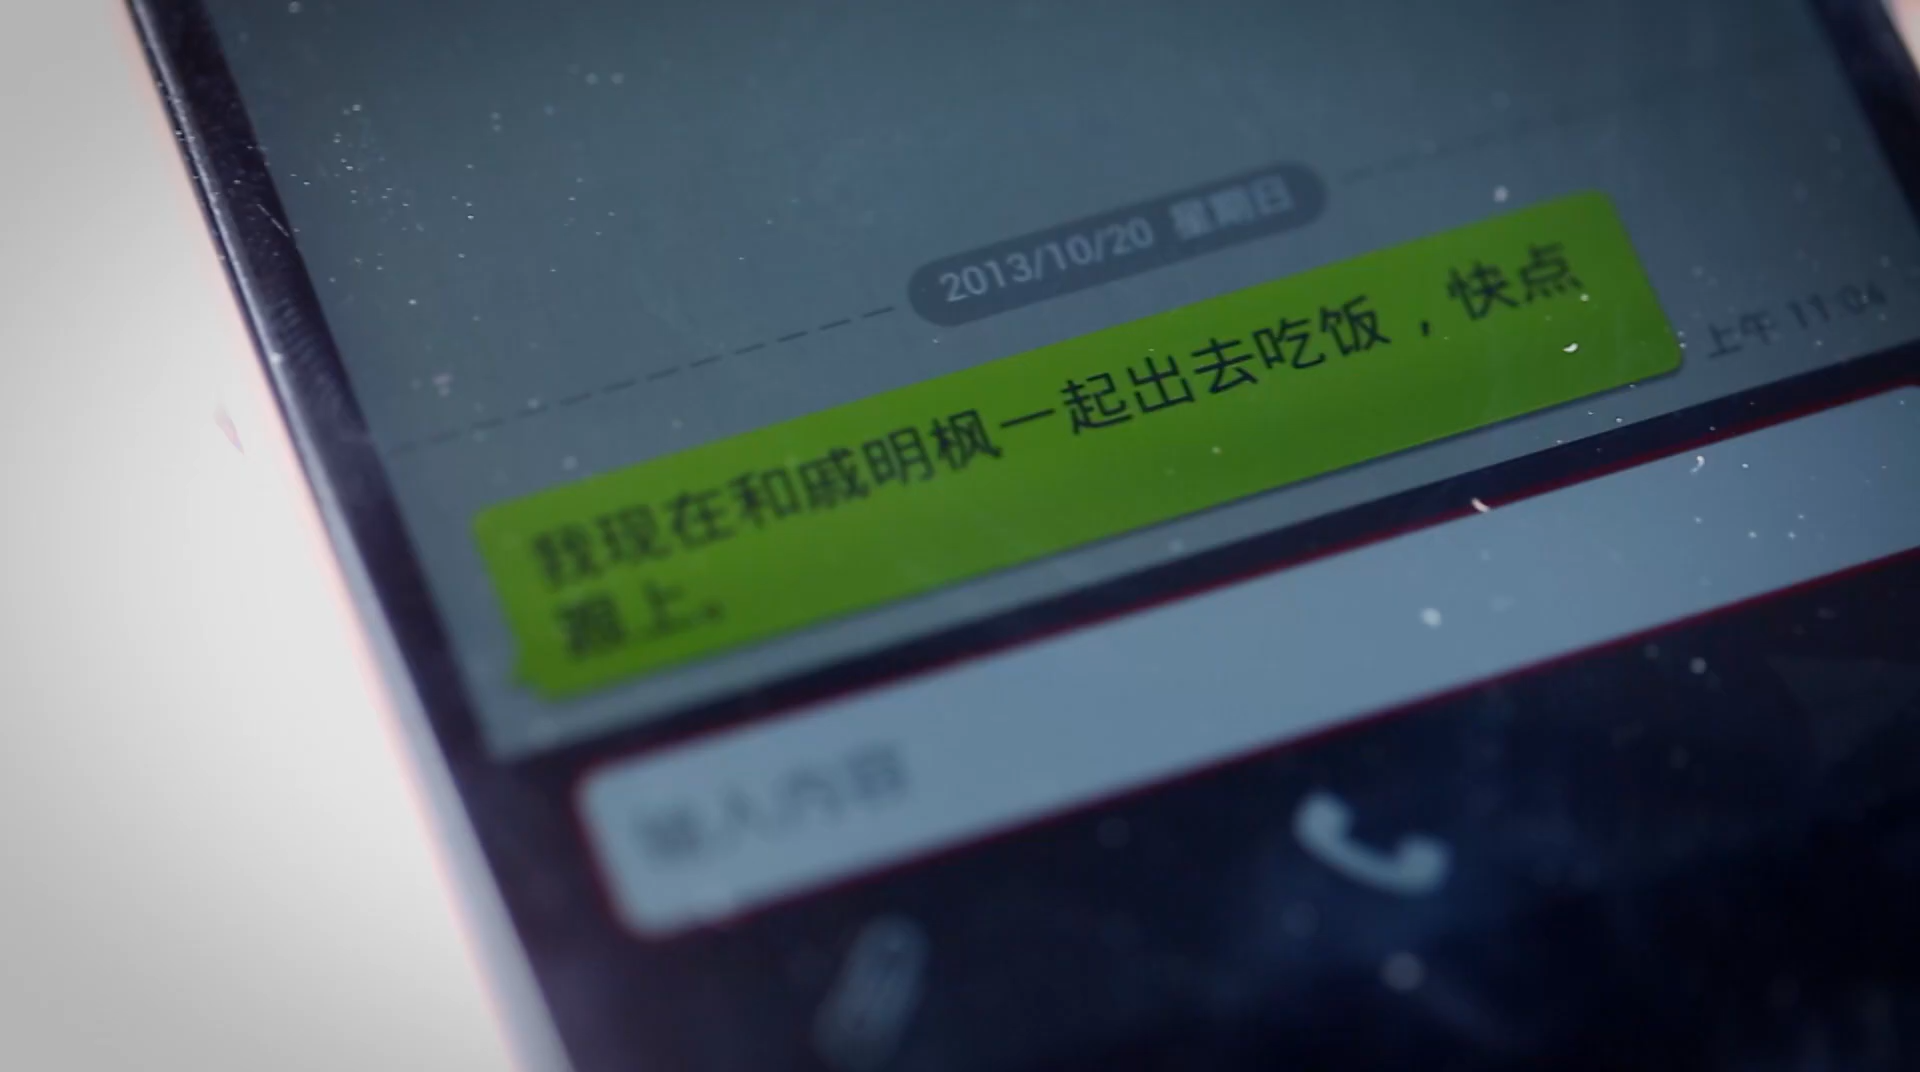 2013/10/20 星期日
我现在和戚明枫一起出去吃饭，快点
跟上。
上午 11:04
输入内容